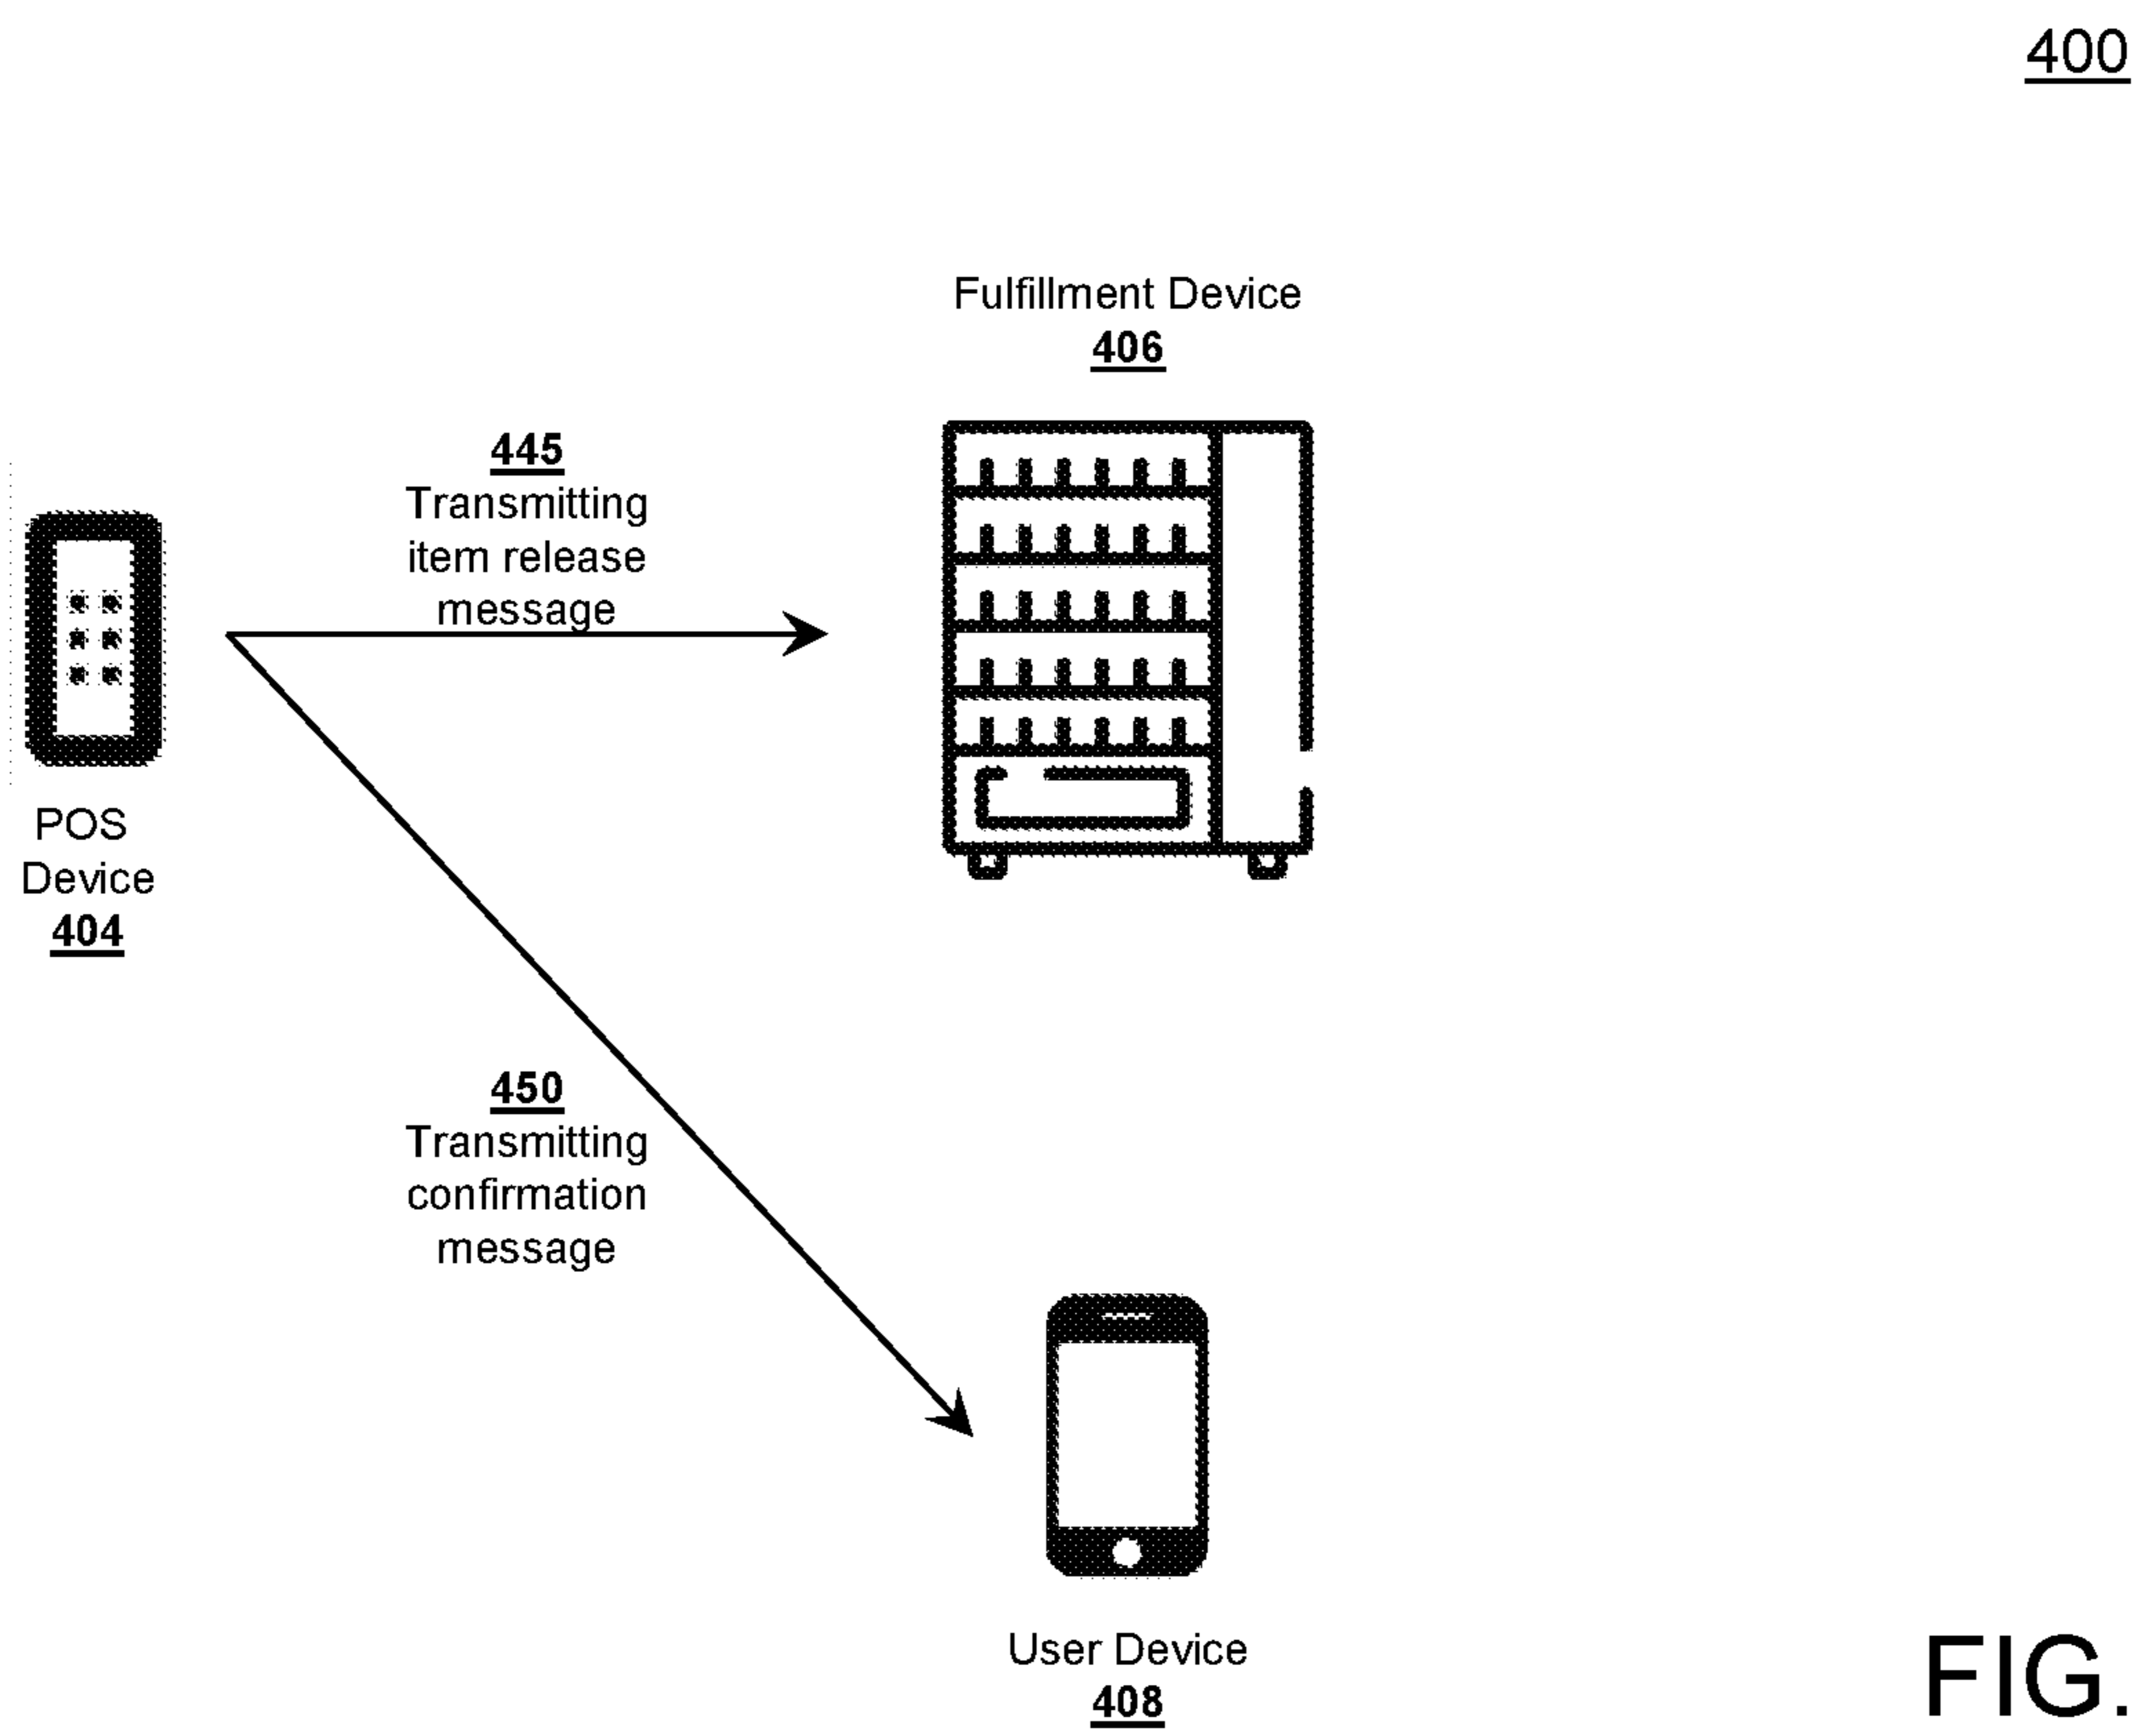 400
Fulfillment Device
406
445
Transmitting
item release
message
POS
Device
404
450
Transmitting
confirmation
message
User Device
408
FIG.